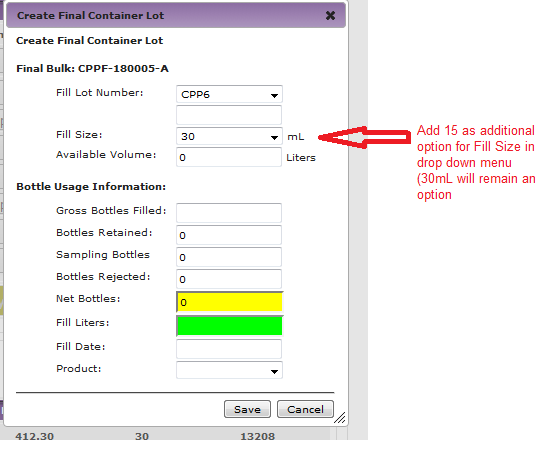 Create Final Container Lot
Create Final Container Lot
Final Bulk: CPPF-180005-A
Fill Lot Number: CPP6
Fill Size: 30 mL
Available Volume: 0 Liters
Bottle Usage Information:
Gross Bottles Filled:
Bottles Retained: 0
Sampling Bottles 0
Bottles Rejected: 0
Net Bottles: 0
Fill Liters:
Fill Date:
Product:
Save Cancel
412.30 30 13208
Add 15 as additional
option for Fill Size in
drop down menu
(30mL will remain an
option